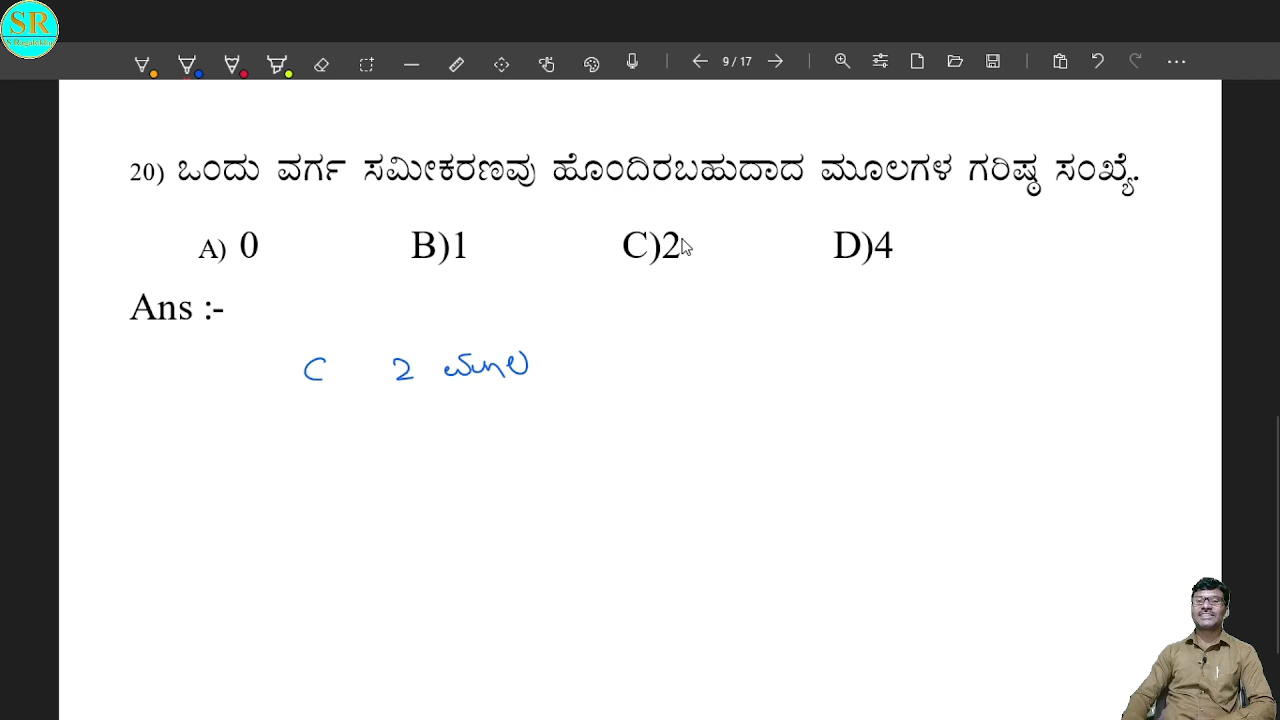 SR
9 / 17
20) ಒಂದು ವರ್ಗ ಸಮೀಕರಣವು ಹೊಂದಿರಬಹುದಾದ ಮೂಲಗಳ ಗರಿಷ್ಠ ಸಂಖ್ಯೆ.
A) 0 B)1 C)2 D)4
Ans :-
C 2 ಮೂಲ